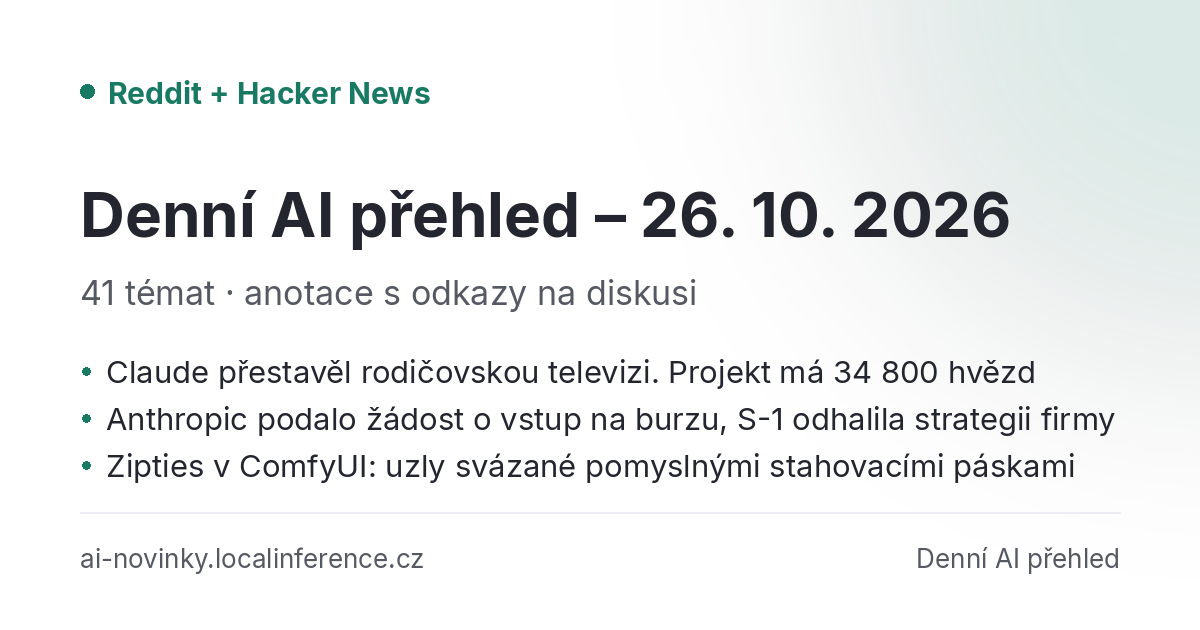 Reddit + Hacker News
Denní AI přehled – 26. 10. 2026
41 témat · anotace s odkazy na diskusi
• Claude přestavěl rodičovskou televizi. Projekt má 34 800 hvězd
• Anthropic podalo žádost o vstup na burzu, S-1 odhalila strategii firmy
• Zipties v ComfyUI: uzly svázané pomyslnými stahovacími páskami
ai-novinky.localinference.cz
Denní AI přehled